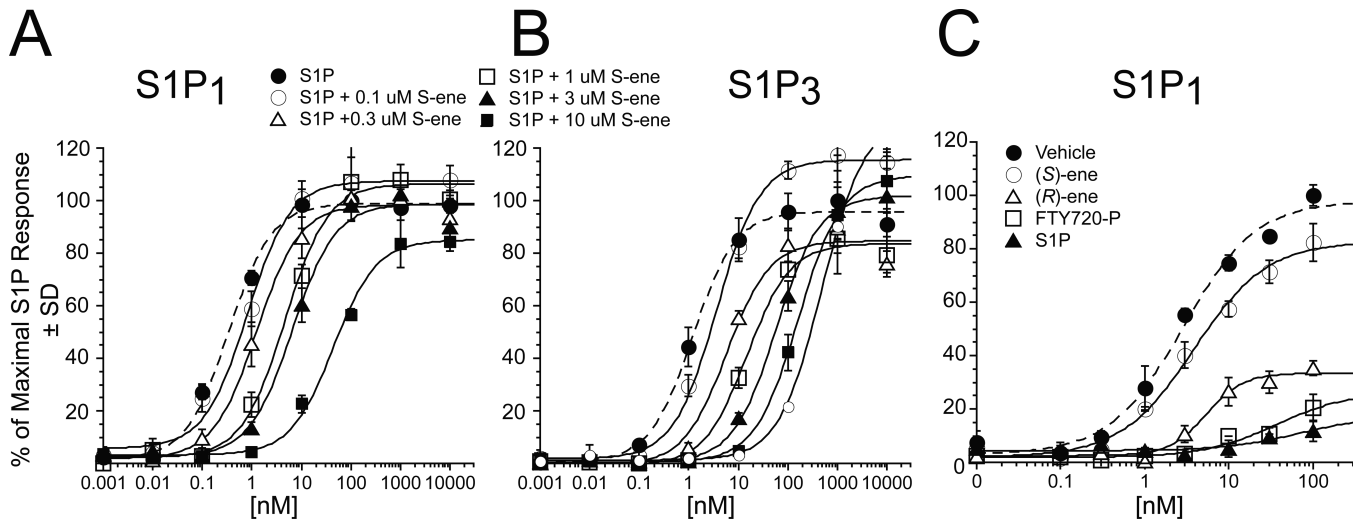 A
B
C
S1P1
S1P3
S1P1
S1P
S1P + 0.1 uM S-ene
S1P +0.3 uM S-ene
S1P + 1 uM S-ene
S1P + 3 uM S-ene
S1P + 10 uM S-ene
% of Maximal S1P Response
± SD
120
100
80
60
40
20
0.001 0.01 0.1 1 10 100 1000 10000
[nM]
120
100
80
60
40
20
0.001 0.01 0.1 1 10 100 1000 10000
[nM]
Vehicle
(S)-ene
(R)-ene
FTY720-P
S1P
120
100
80
60
40
20
0
0 0.1 1 10 100
[nM]